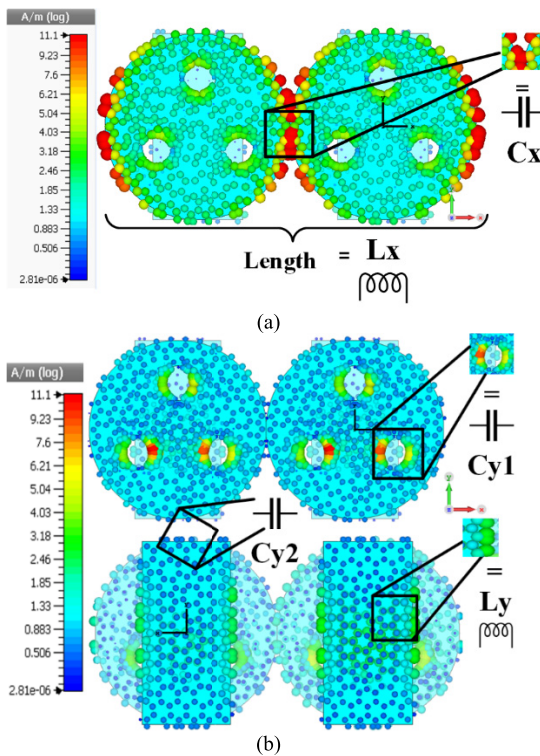 A/m (log)
11.1
9.23
7.6
6.21
5.04
4.03
3.18
2.46
1.85
1.33
0.883
0.506
2.81e-06
=
Cx
Length = Lx
y
x
(a)
A/m (log)
11.1
9.23
7.6
6.21
5.04
4.03
3.18
2.46
1.85
1.33
0.883
0.506
2.81e-06
=
Cy1
Cy2
=
Ly
(b)